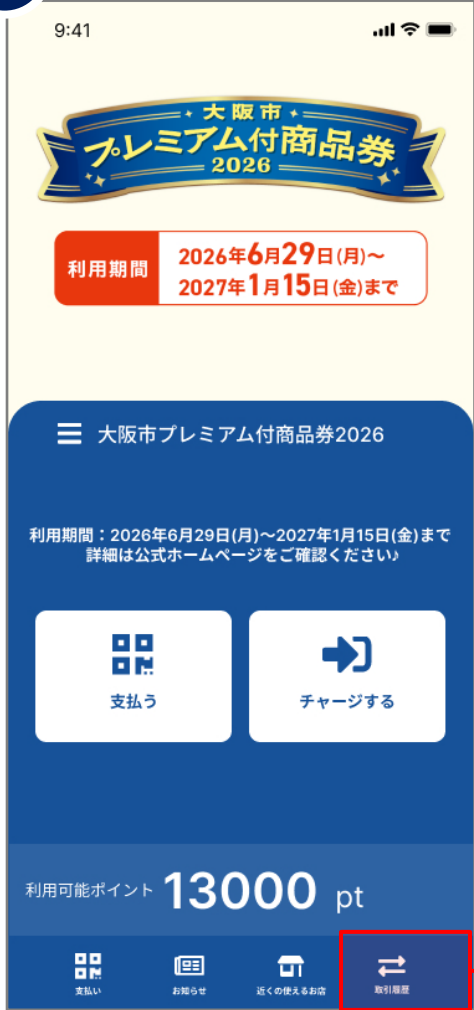 9:41
大阪市
プレミアム付商品券
2026
利用期間
2026年6月29日(月)～
2027年1月15日(金)まで
大阪市プレミアム付商品券2026
利用期間：2026年6月29日(月)～2027年1月15日(金)まで
詳細は公式ホームページをご確認ください♪
支払う
チャージする
利用可能ポイント 13000 pt
支払い
お知らせ
近くの使えるお店
取引履歴